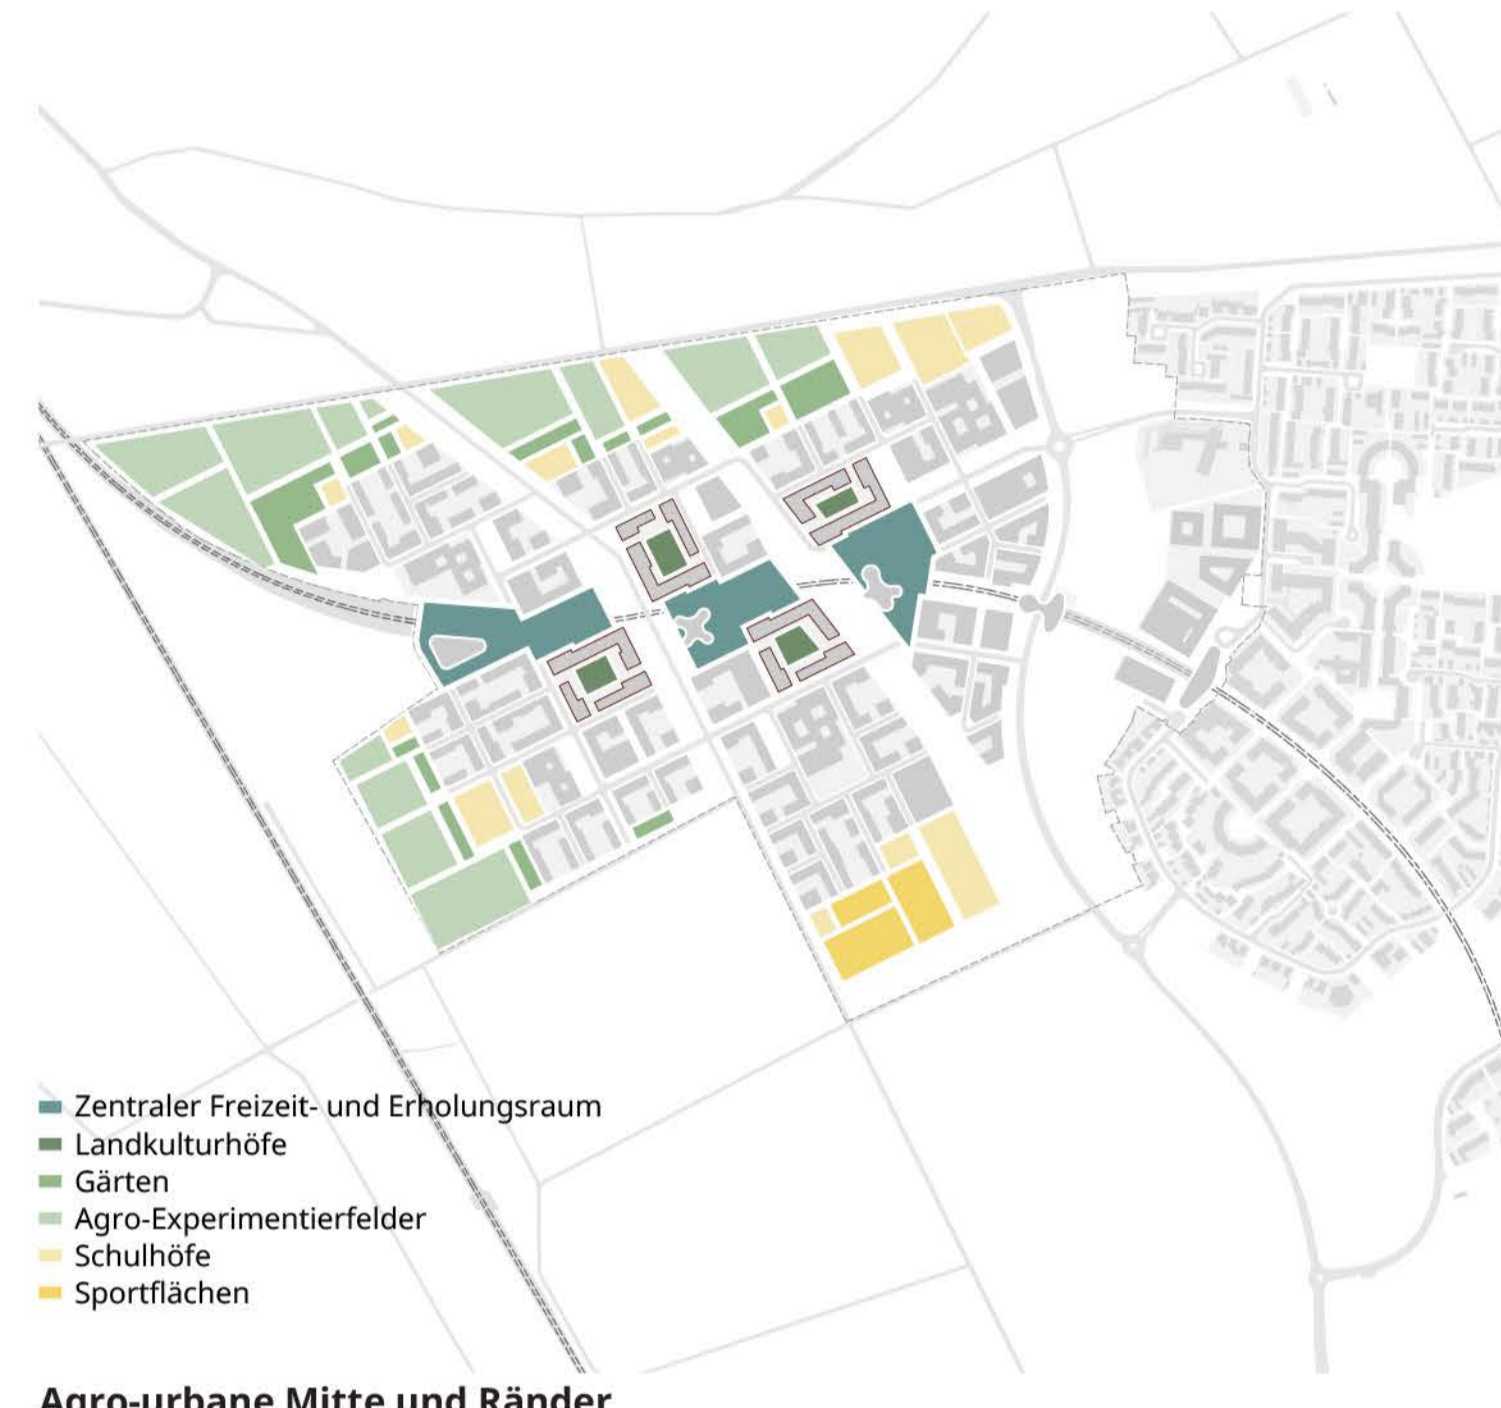 Zentraler Freizeit- und Erholungsraum
Landkulturhöfe
Gärten
Agro-Experimentierfelder
Schulhöfe
Sportflächen
Agro-urbane Mitte und Ränder